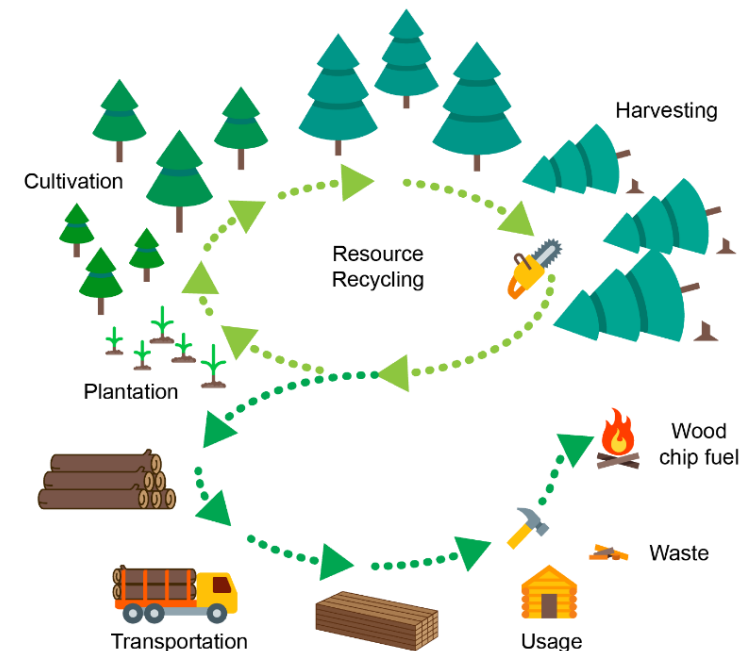 Harvesting
Cultivation
Resource
Recycling
Plantation
Wood
chip fuel
Waste
Transportation
Usage